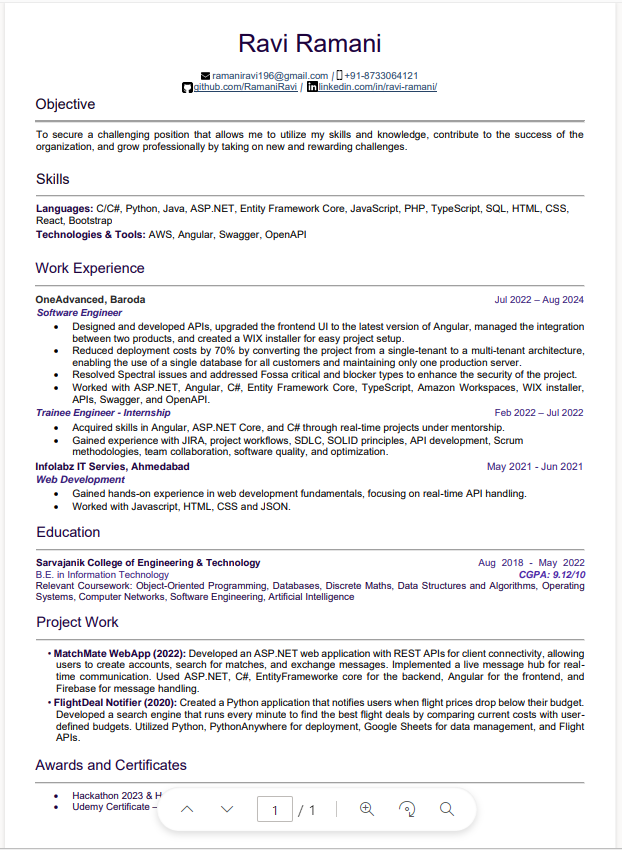 Ravi Ramani
ramaniravi196@gmail.com | +91-8733064121
github.com/RamaniRavi | linkedin.com/in/ravi-ramani/
Objective
To secure a challenging position that allows me to utilize my skills and knowledge, contribute to the success of the
organization, and grow professionally by taking on new and rewarding challenges.
Skills
Languages: C/C#, Python, Java, ASP.NET, Entity Framework Core, JavaScript, PHP, TypeScript, SQL, HTML, CSS,
React, Bootstrap
Technologies & Tools: AWS, Angular, Swagger, OpenAPI
Work Experience
OneAdvanced, Baroda Jul 2022 – Aug 2024
Software Engineer
• Designed and developed APIs, upgraded the frontend UI to the latest version of Angular, managed the integration
between two products, and created a WIX installer for easy project setup.
• Reduced deployment costs by 70% by converting the project from a single-tenant to a multi-tenant architecture,
enabling the use of a single database for all customers and maintaining only one production server.
• Resolved Spectral issues and addressed Fossa critical and blocker types to enhance the security of the project.
• Worked with ASP.NET, Angular, C#, Entity Framework Core, TypeScript, Amazon Workspaces, WIX installer,
APIs, Swagger, and OpenAPI.
Trainee Engineer - Internship Feb 2022 – Jul 2022
• Acquired skills in Angular, ASP.NET Core, and C# through real-time projects under mentorship.
• Gained experience with JIRA, project workflows, SDLC, SOLID principles, API development, Scrum
methodologies, team collaboration, software quality, and optimization.
Infolabz IT Servies, Ahmedabad May 2021 - Jun 2021
Web Development
• Gained hands-on experience in web development fundamentals, focusing on real-time API handling.
• Worked with Javascript, HTML, CSS and JSON.
Education
Sarvajanik College of Engineering & Technology Aug 2018 - May 2022
B.E. in Information Technology CGPA: 9.12/10
Relevant Coursework: Object-Oriented Programming, Databases, Discrete Maths, Data Structures and Algorithms, Operating
Systems, Computer Networks, Software Engineering, Artificial Intelligence
Project Work
• MatchMate WebApp (2022): Developed an ASP.NET web application with REST APIs for client connectivity, allowing
users to create accounts, search for matches, and exchange messages. Implemented a live message hub for real-
time communication. Used ASP.NET, C#, EntityFrameworke core for the backend, Angular for the frontend, and
Firebase for message handling.
• FlightDeal Notifier (2020): Created a Python application that notifies users when flight prices drop below their budget.
Developed a search engine that runs every minute to find the best flight deals by comparing current costs with user-
defined budgets. Utilized Python, PythonAnywhere for deployment, Google Sheets for data management, and Flight
APIs.
Awards and Certificates
• Hackathon 2023 & H
• Udemy Certificate –
1 / 1